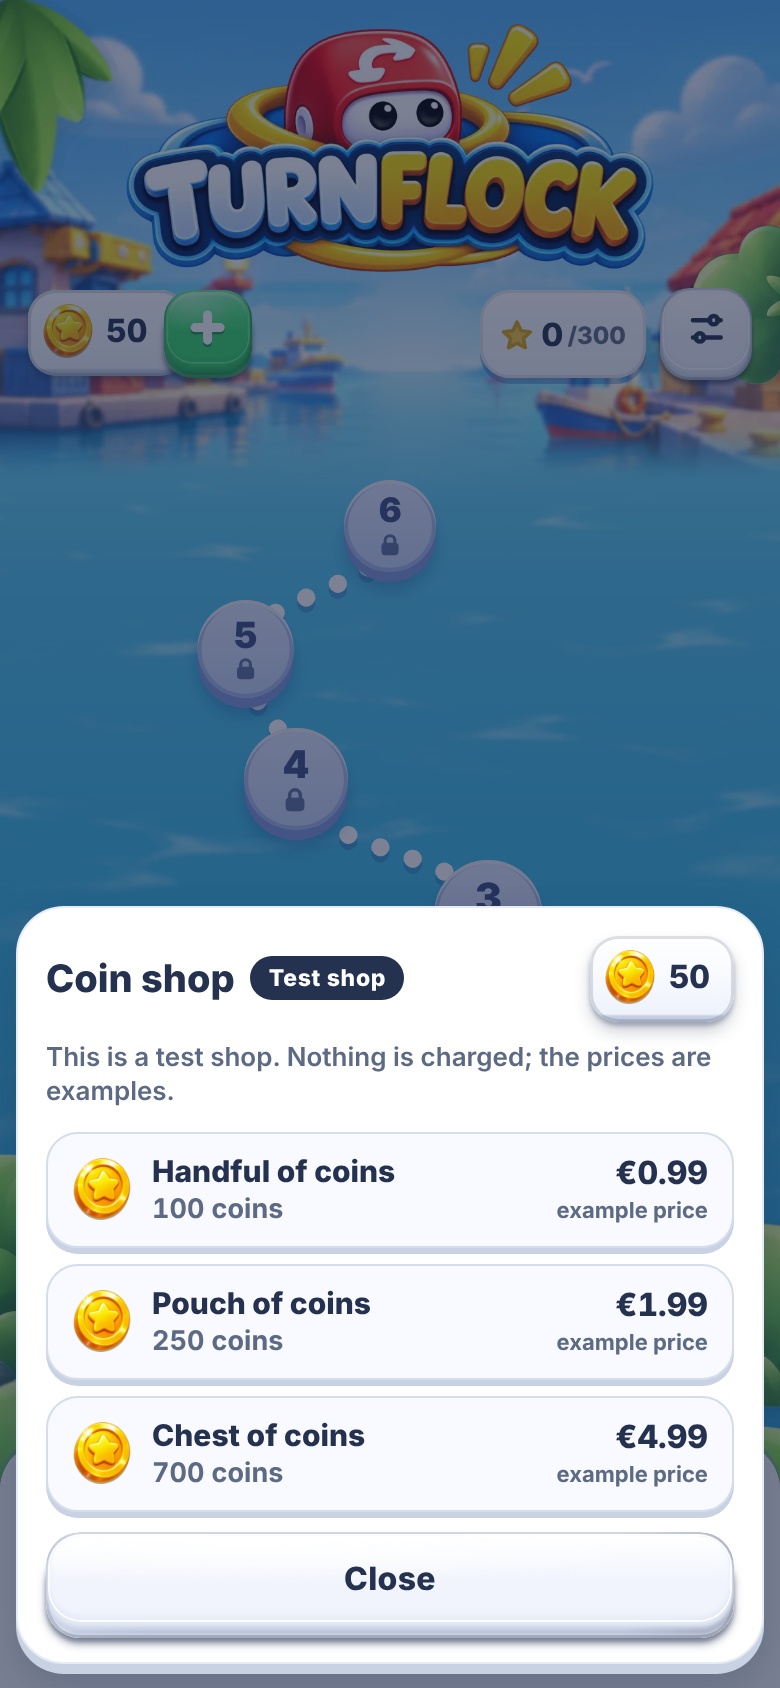 TURNFLOCK
50
0/300
6
5
4
3
Coin shop
Test shop
50
This is a test shop. Nothing is charged; the prices are
examples.
Handful of coins
€0.99
100 coins
example price
Pouch of coins
€1.99
250 coins
example price
Chest of coins
€4.99
700 coins
example price
Close